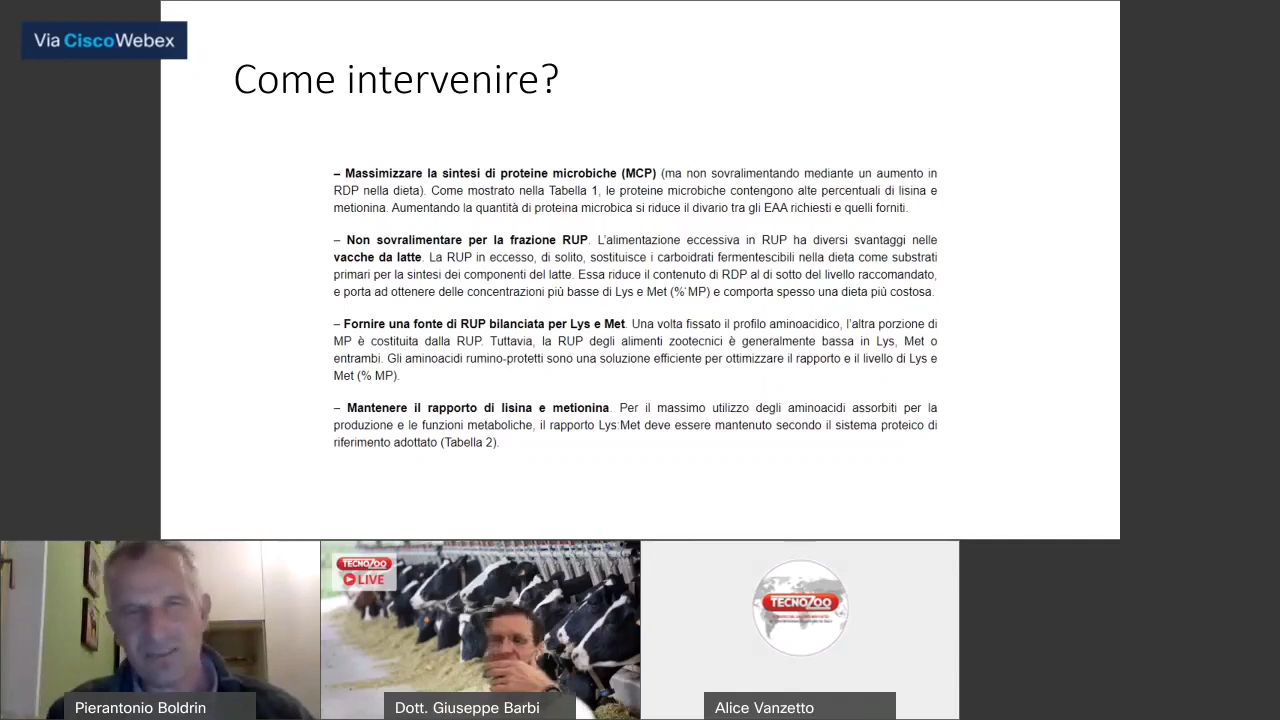 Via CiscoWebex
Come intervenire?
– Massimizzare la sintesi di proteine microbiche (MCP) (ma non sovralimentando mediante un aumento in
RDP nella dieta). Come mostrato nella Tabella 1, le proteine microbiche contengono alte percentuali di lisina e
metionina. Aumentando la quantità di proteina microbica si riduce il divario tra gli EAA richiesti e quelli forniti.
– Non sovralimentare per la frazione RUP. L'alimentazione eccessiva in RUP ha diversi svantaggi nelle
vacche da latte. La RUP in eccesso, di solito, sostituisce i carboidrati fermentescibili nella dieta come substrati
primari per la sintesi dei componenti del latte. Essa riduce il contenuto di RDP al di sotto del livello raccomandato,
e porta ad ottenere delle concentrazioni più basse di Lys e Met (% MP) e comporta spesso una dieta più costosa.
– Fornire una fonte di RUP bilanciata per Lys e Met. Una volta fissato il profilo aminoacidico, l'altra porzione di
MP è costituita dalla RUP. Tuttavia, la RUP degli alimenti zootecnici è generalmente bassa in Lys, Met o
entrambi. Gli aminoacidi rumino-protetti sono una soluzione efficiente per ottimizzare il rapporto e il livello di Lys e
Met (% MP).
– Mantenere il rapporto di lisina e metionina. Per il massimo utilizzo degli aminoacidi assorbiti per la
produzione e le funzioni metaboliche, il rapporto Lys:Met deve essere mantenuto secondo il sistema proteico di
riferimento adottato (Tabella 2).
TECNOZOO
LIVE
TECNOZOO
Pierantonio Boldrin
Dott. Giuseppe Barbi
Alice Vanzetto